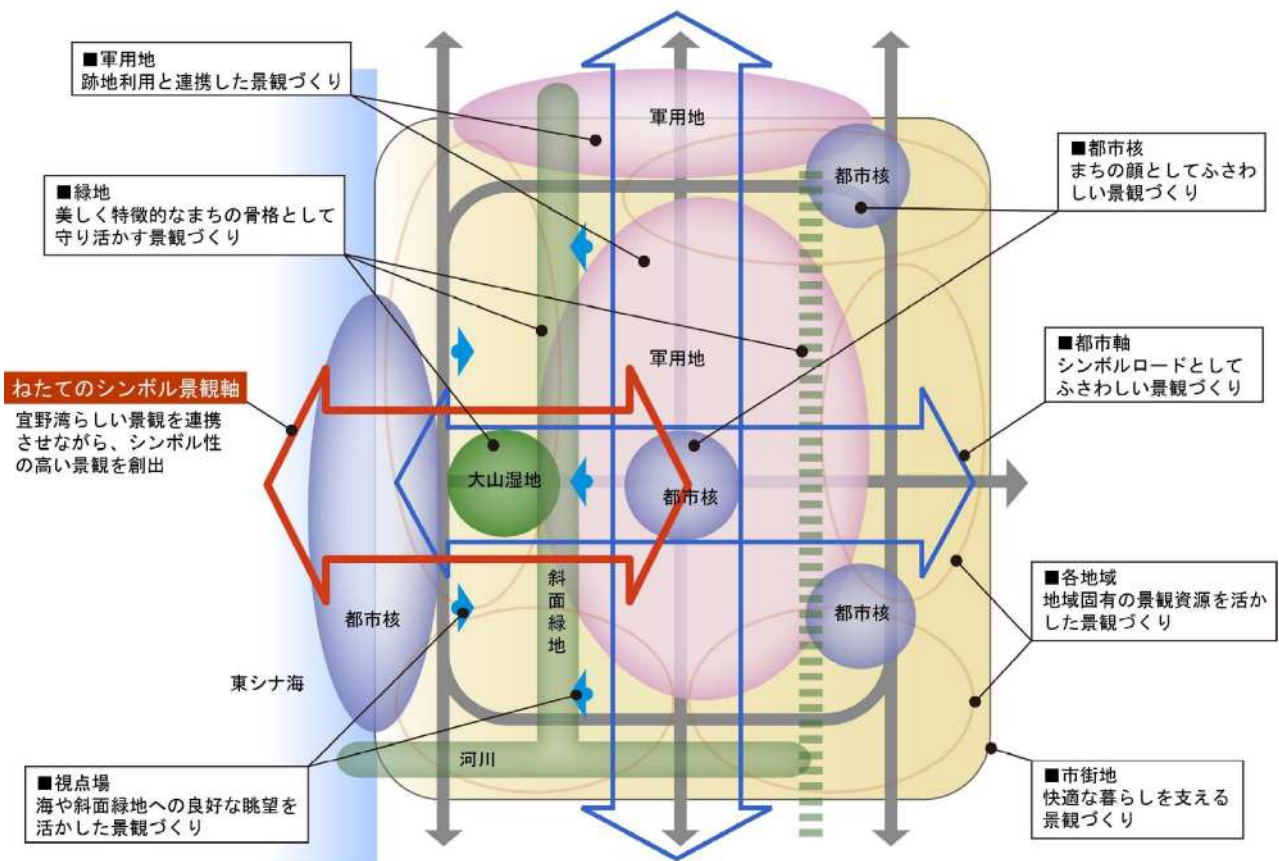 ■軍用地
跡地利用と連携した景観づくり
■緑地
美しく特徴的なまちの骨格として
守り活かす景観づくり
ねたてのシンボル景観軸
宜野湾らしい景観を連携
させながら、シンボル性
の高い景観を創出
■視点場
海や斜面緑地への良好な眺望を
活かした景観づくり
東シナ海
都市核
大山湿地
斜面緑地
河川
軍用地
軍用地
都市核
都市核
都市核
■都市核
まちの顔としてふさわ
しい景観づくり
■都市軸
シンボルロードとして
ふさわしい景観づくり
■各地域
地域固有の景観資源を活か
した景観づくり
■市街地
快適な暮らしを支える
景観づくり